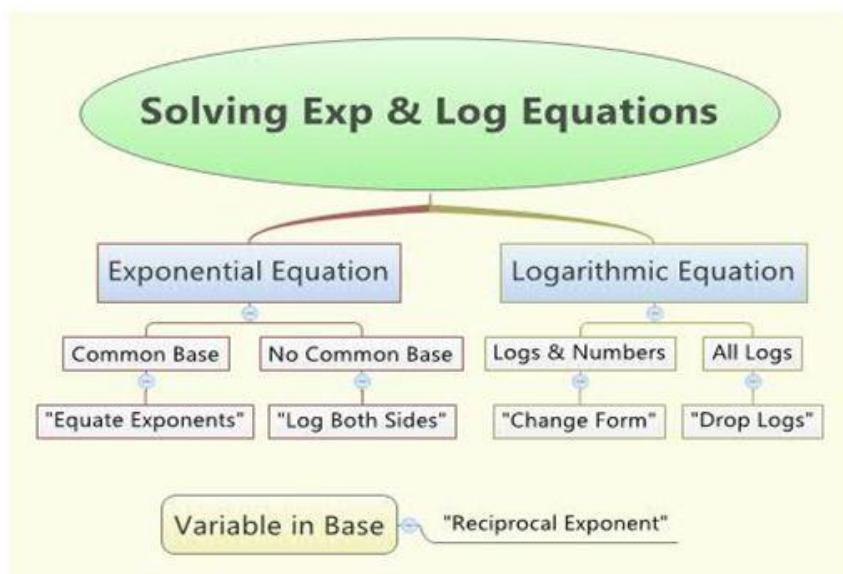 Solving Exp & Log Equations
Exponential Equation
Logarithmic Equation
Common Base
No Common Base
Logs & Numbers
All Logs
"Equate Exponents"
"Log Both Sides"
"Change Form"
"Drop Logs"
Variable in Base
"Reciprocal Exponent"